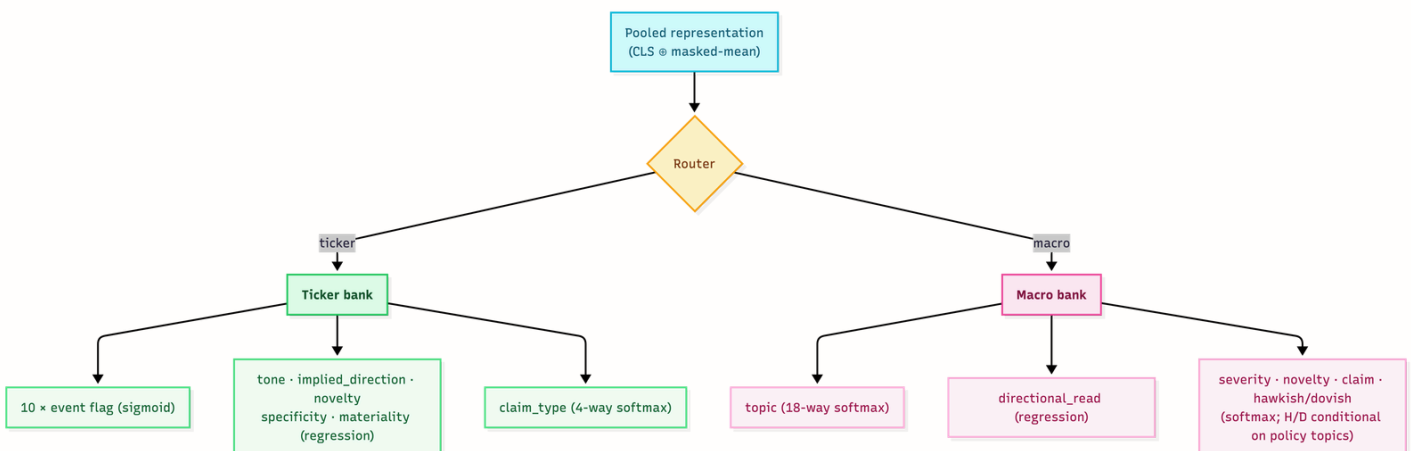 Pooled representation
(CLS ⊕ masked-mean)
Router
ticker
macro
Ticker bank
Macro bank
10 × event flag (sigmoid)
tone · implied_direction ·
novelty
specificity · materiality
(regression)
claim_type (4-way softmax)
topic (18-way softmax)
directional_read
(regression)
severity · novelty · claim ·
hawkish/dovish
(softmax; H/D conditional
on policy topics)